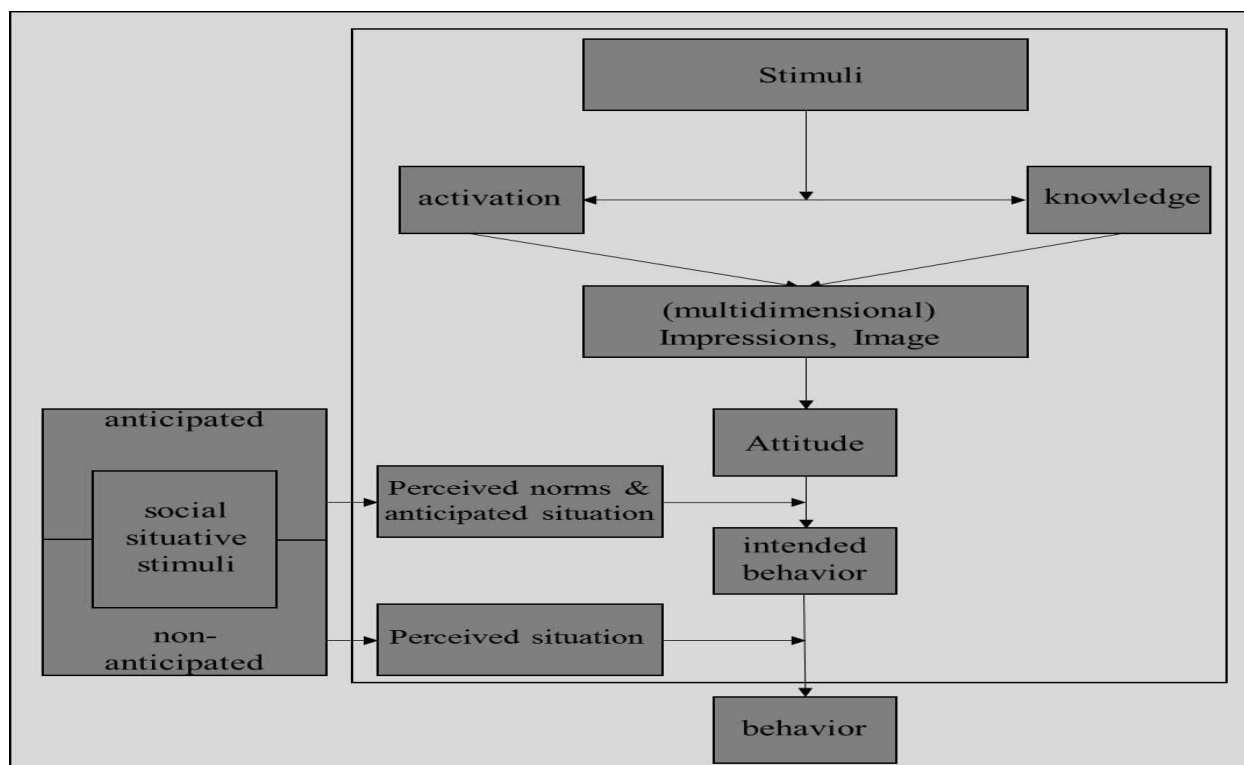 Stimuli
activation
knowledge
(multidimensional)
Impressions, Image
anticipated
Attitude
social
situative
stimuli
Perceived norms &
anticipated situation
intended
behavior
non-
anticipated
Perceived situation
behavior